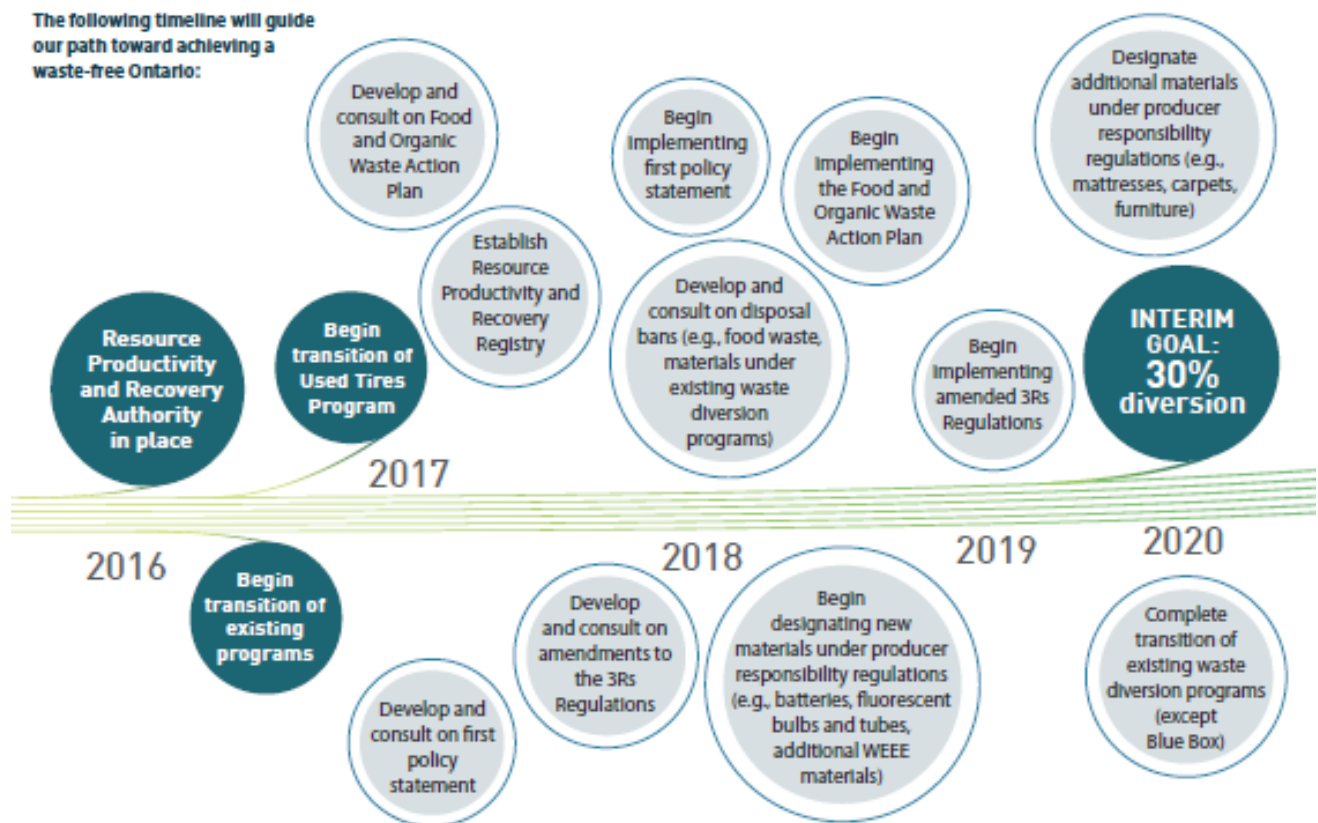 The following timeline will guide
our path toward achieving a
waste-free Ontario:
Develop and
consult on Food
and Organic
Waste Action
Plan
Begin
implementing
first policy
statement
Begin
implementing
the Food and
Organic Waste
Action Plan
Designate
additional materials
under producer
responsibility
regulations (e.g.,
mattresses, carpets,
furniture)
Resource
Productivity
and Recovery
Authority
in place
Begin
transition of
Used Tires
Program
Establish
Resource
Productivity and
Recovery
Registry
Develop and
consult on disposal
bans (e.g., food waste,
materials under
existing waste
diversion
programs)
Begin
implementing
amended 3Rs
Regulations
INTERIM
GOAL:
30%
diversion
2017
2016
2018
2019
2020
Begin
transition of
existing
programs
Develop and
consult on first
policy
statement
Develop
and consult on
amendments to
the 3Rs
Regulations
Begin
designating new
materials under producer
responsibility regulations
(e.g., batteries, fluorescent
bulbs and tubes,
additional WEEE
materials)
Complete
transition of
existing waste
diversion programs
(except
Blue Box)